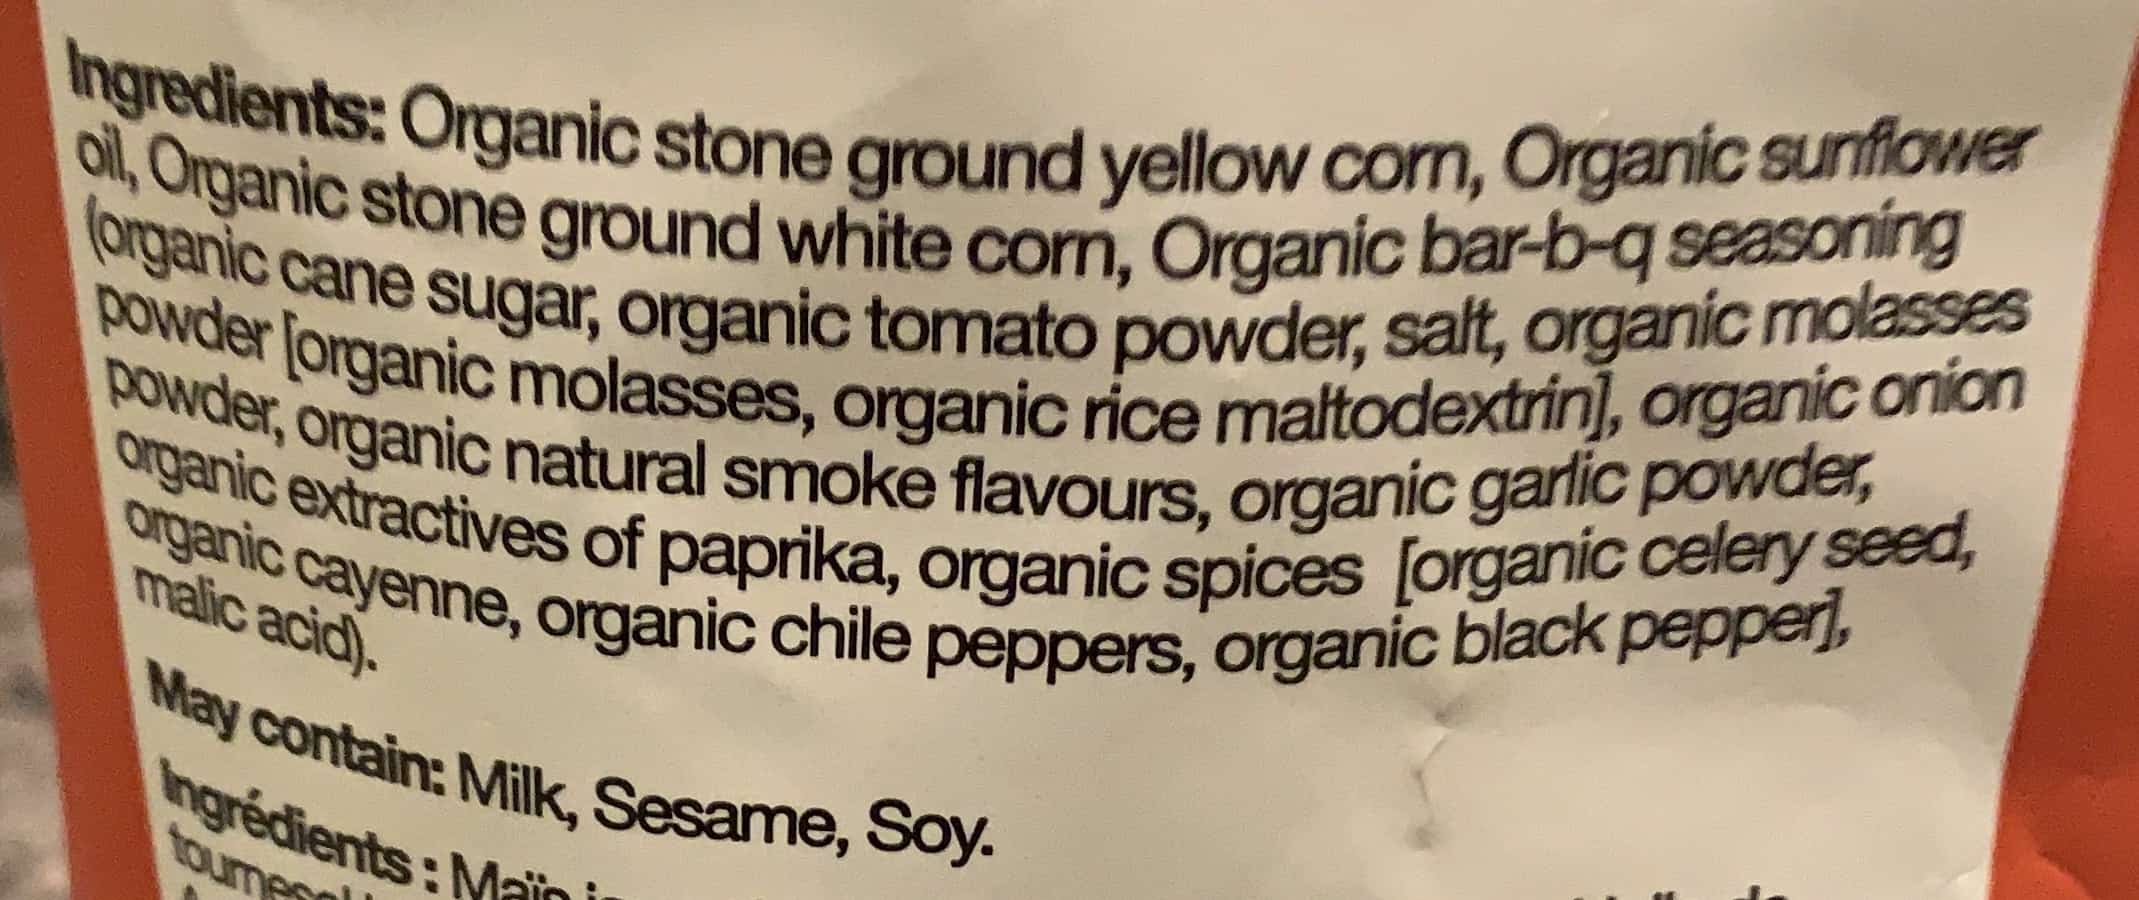 Ingredients: Organic stone ground yellow corn, Organic sunflower
oil, Organic stone ground white corn, Organic bar-b-q seasoning
(organic cane sugar, organic tomato powder, salt, organic molasses
powder [organic molasses, organic rice maltodextrin], organic onion
powder, organic natural smoke flavours, organic garlic powder,
organic extractives of paprika, organic spices [organic celery seed,
organic cayenne, organic chile peppers, organic black pepper],
malic acid).
May contain: Milk, Sesame, Soy.
Ingrédients : Maïs